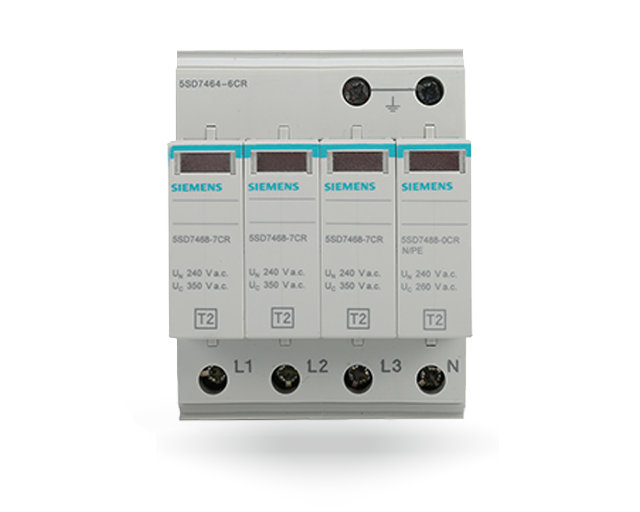 5SD7464-6CR
SIEMENS
5SD7468-7CR
UN 240 V a.c.
UC 350 V a.c.
T2
SIEMENS
5SD7468-7CR
UN 240 V a.c.
UC 350 V a.c.
T2
SIEMENS
5SD7468-7CR
UN 240 V a.c.
UC 350 V a.c.
T2
SIEMENS
5SD7488-0CR
N/PE
UN 240 V a.c.
UC 260 V a.c.
T2
L1 L2 L3 N